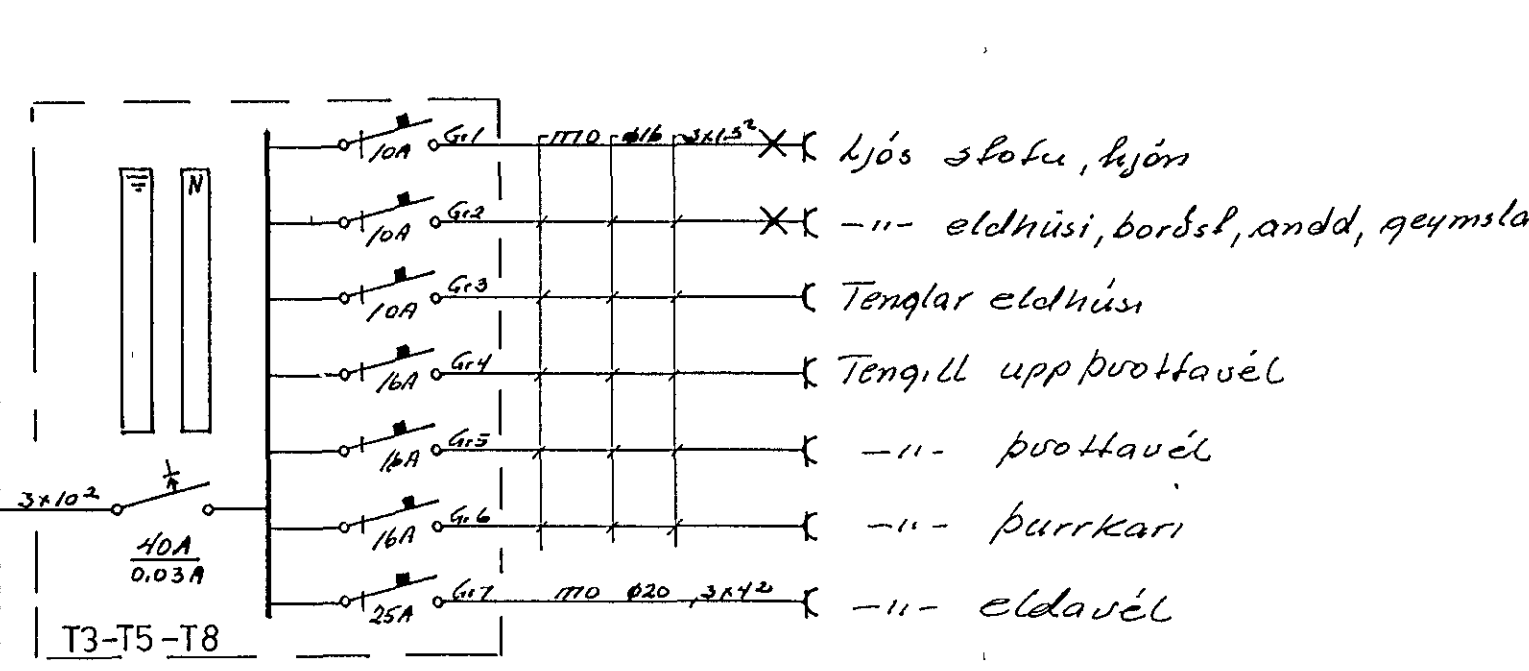 Gr1 10A m0 ø16 3x1.5² Ljós stofu, hjón
N
Gr2 10A -"- eldhúsi, borðst, andd, geymsla
Gr3 10A Tenglar eldhúsi
Gr4 16A Tengill uppþvottavél
Gr5 16A -"- þvottavél
3x10²
40A
0.03A
Gr6 16A -"- þurrkari
Gr7 25A m0 ø20 3x4² -"- eldavél
T3-T5-T8